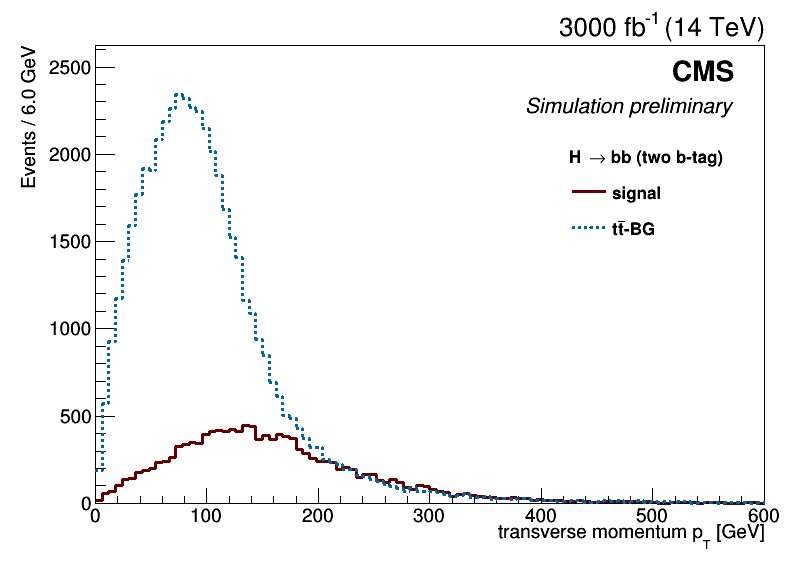 3000 fb⁻¹ (14 TeV)
Events / 6.0 GeV
2500
2000
1500
1000
500
0
CMS
Simulation preliminary
H → bb (two b-tag)
signal
tt̄-BG
0 100 200 300 400 500 600
transverse momentum p_T [GeV]